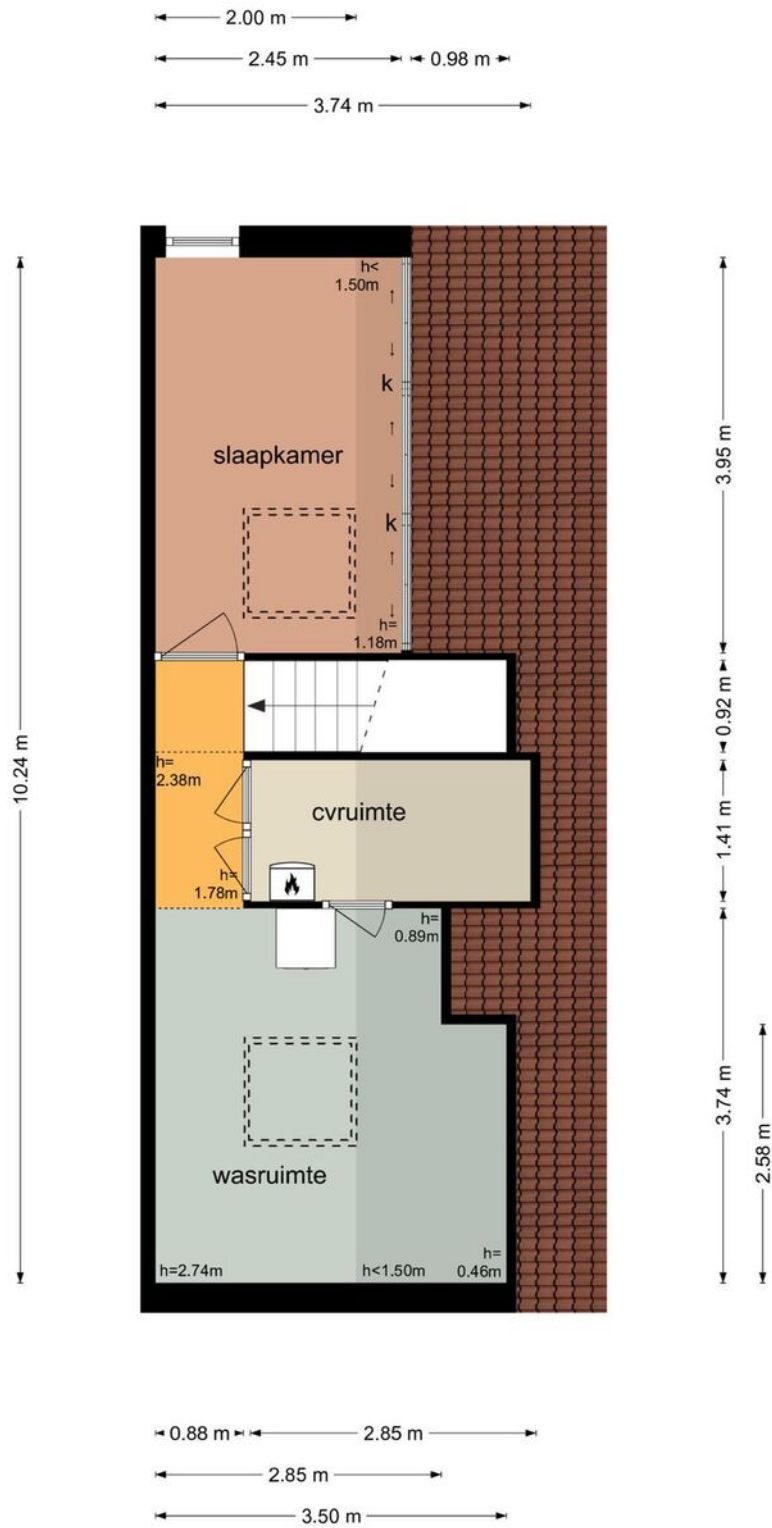 2.00 m
2.45 m
0.98 m
3.74 m
h<
1.50m
k
slaapkamer
k
h=
1.18m
3.95 m
0.92 m
10.24 m
h=
2.38m
cvruimte
1.41 m
h=
1.78m
h=
0.89m
3.74 m
2.58 m
wasruimte
h=2.74m
h<1.50m
h=
0.46m
0.88 m
2.85 m
2.85 m
3.50 m